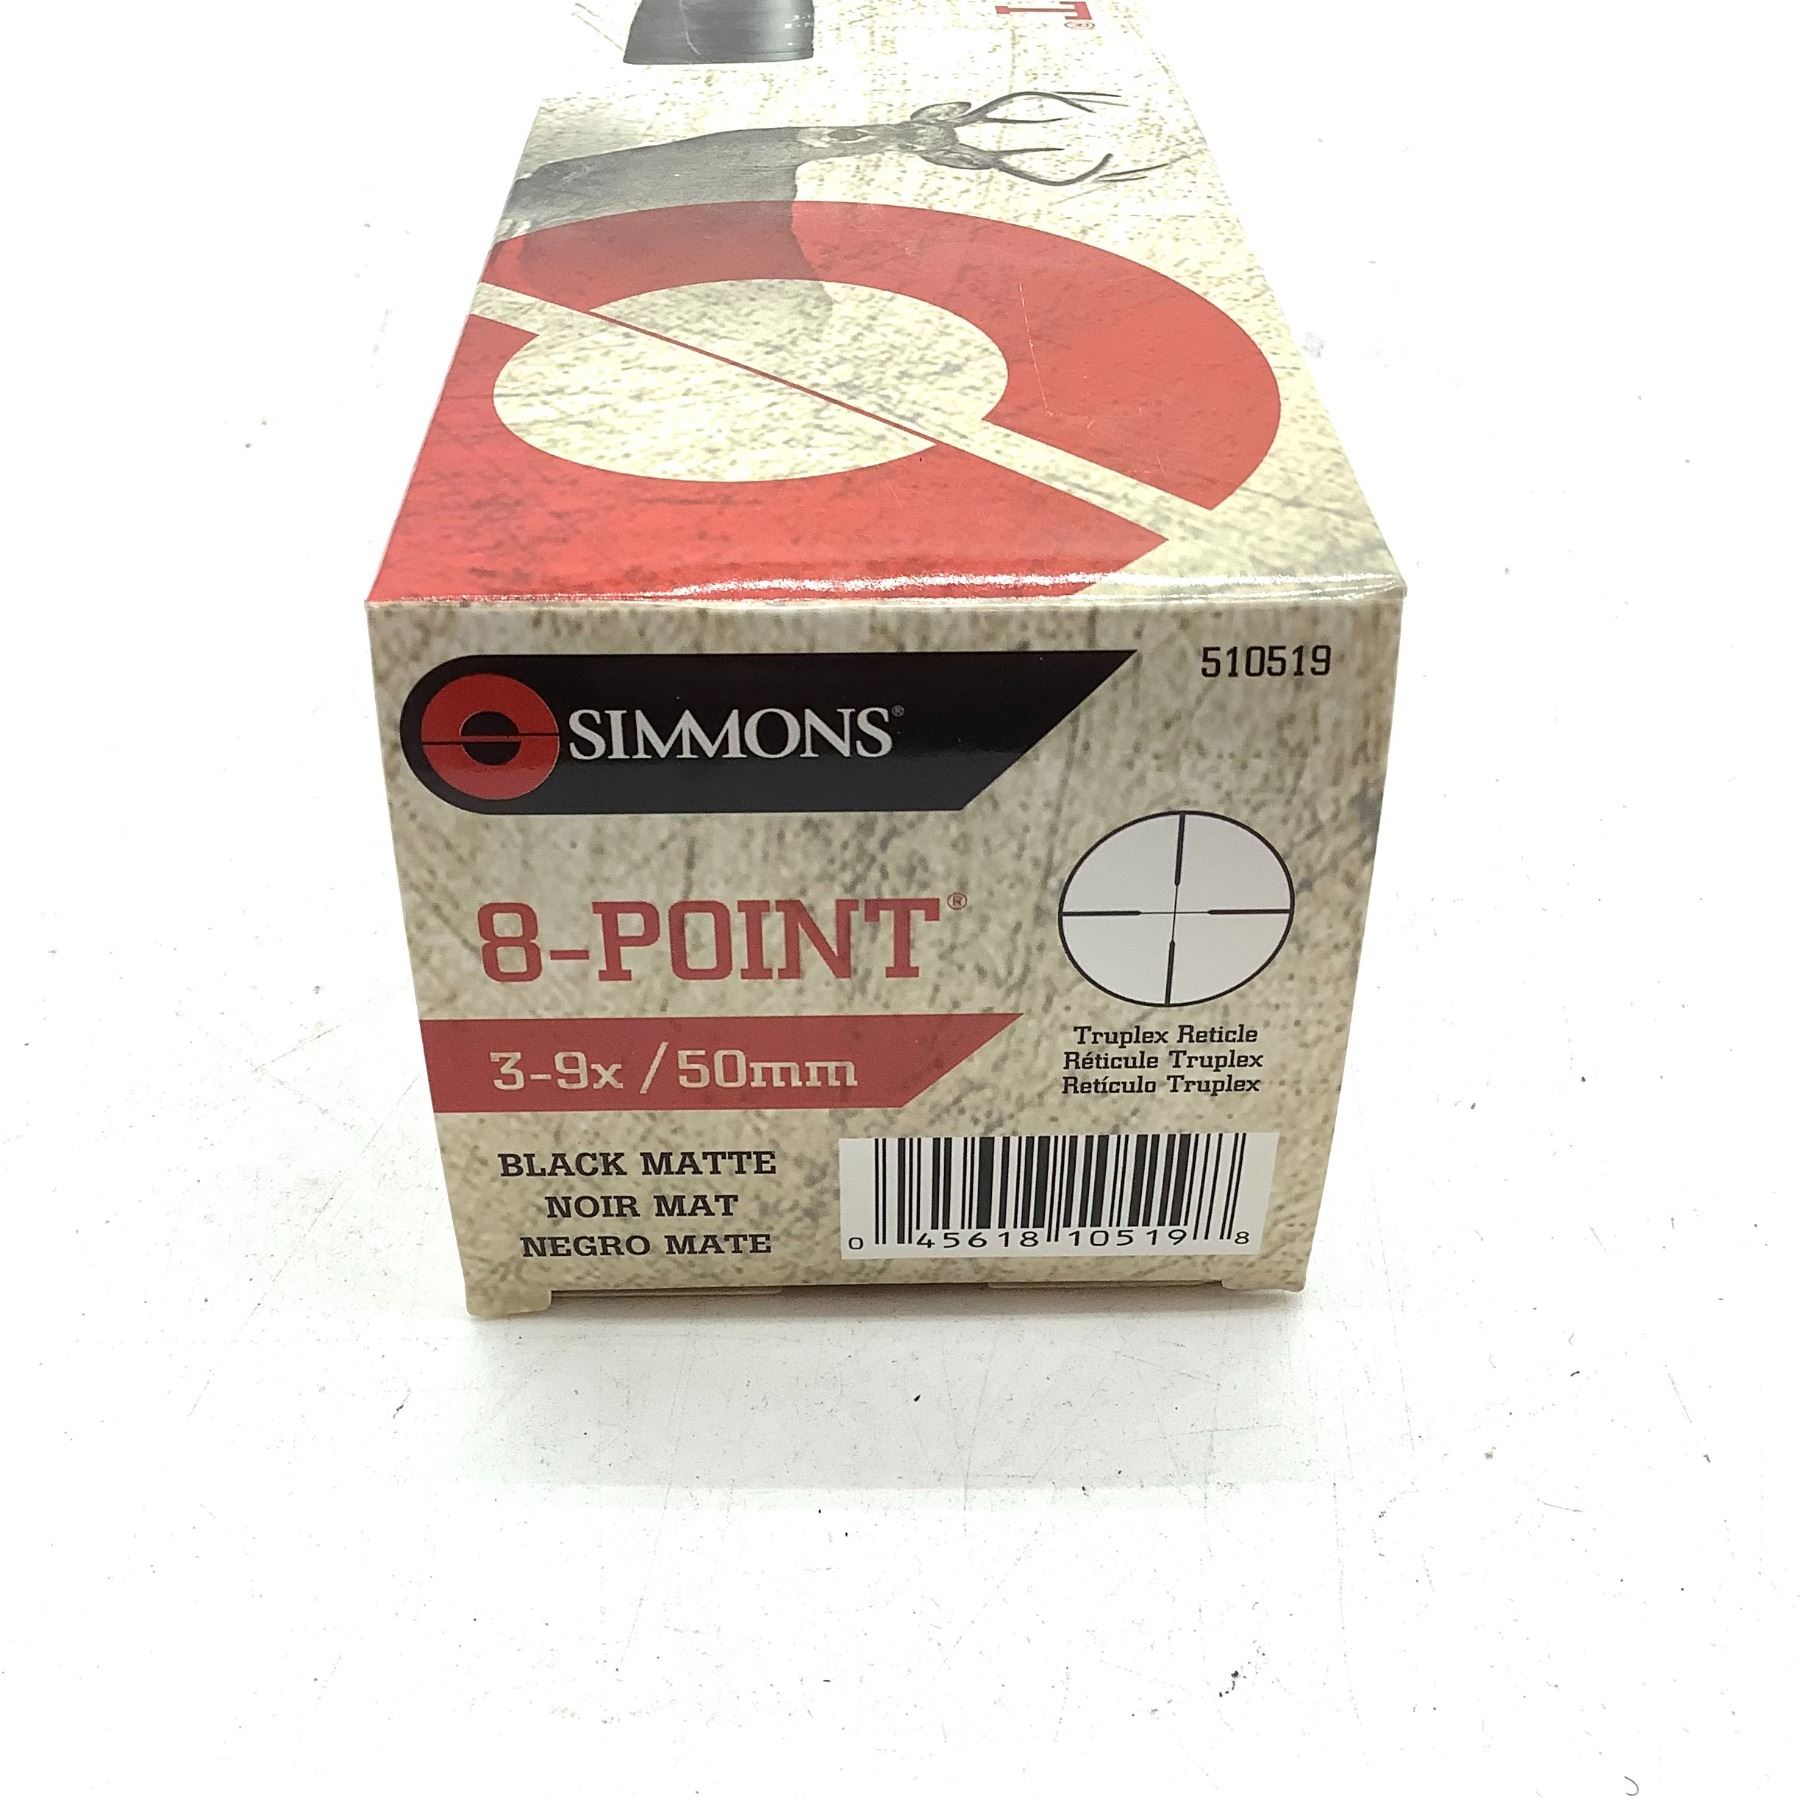 T®
510519
SIMMONS®
8-POINT®
3-9x / 50mm
Truplex Reticle
Réticule Truplex
Retículo Truplex
BLACK MATTE
NOIR MAT
NEGRO MATE
0 45618 10519 8